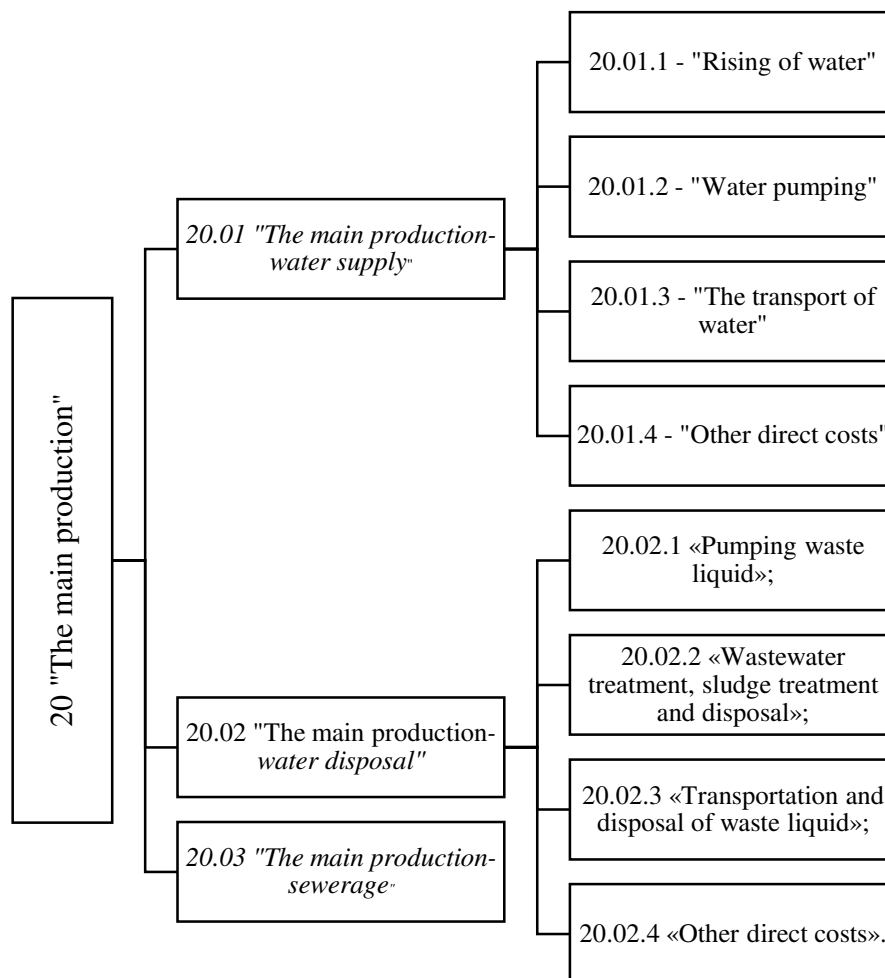 20 "The main production"
20.01 "The main production-
water supply"
20.01.1 - "Rising of water"
20.01.2 - "Water pumping"
20.01.3 - "The transport of
water"
20.01.4 - "Other direct costs"
20.02 "The main production-
water disposal"
20.02.1 «Pumping waste
liquid»;
20.02.2 «Wastewater
treatment, sludge treatment
and disposal»;
20.02.3 «Transportation and
disposal of waste liquid»;
20.02.4 «Other direct costs».
20.03 "The main production-
sewerage"